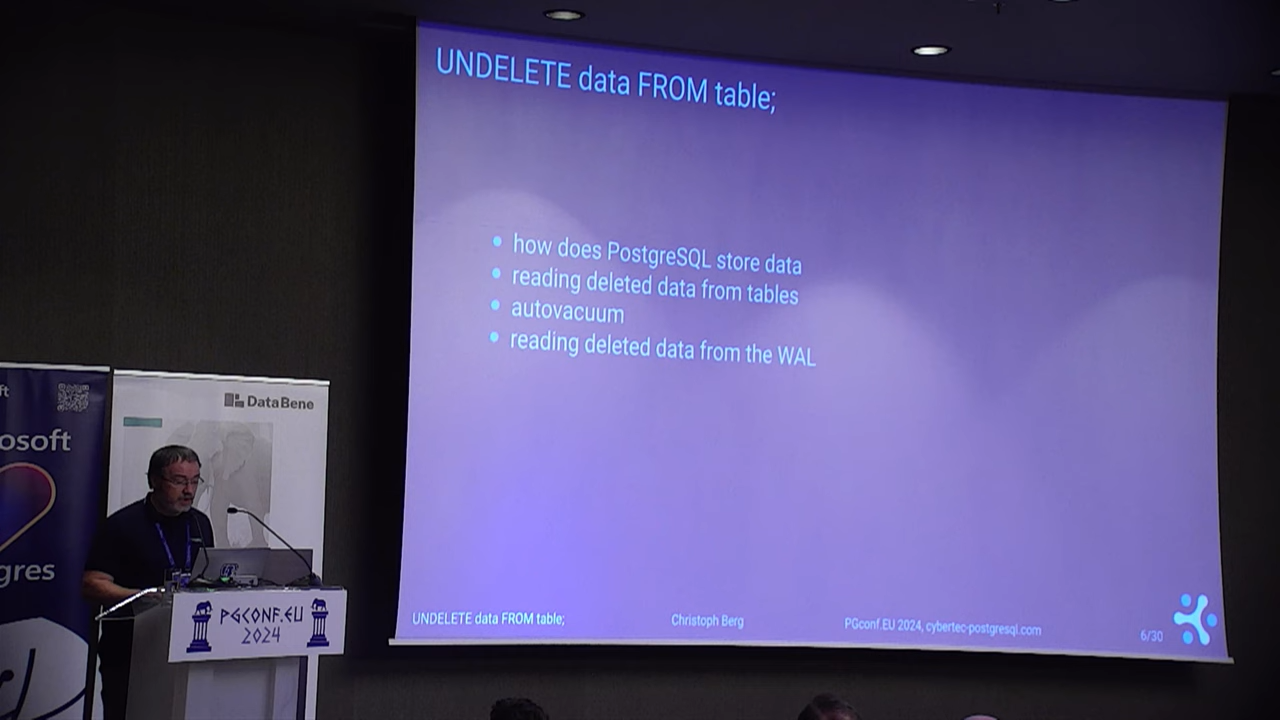 UNDELETE data FROM table;
how does PostgreSQL store data
reading deleted data from tables
autovacuum
reading deleted data from the WAL
UNDELETE data FROM table;
Christoph Berg
PGconf.EU 2024, cybertec-postgresql.com
6/30
DataBene
ft
osoft
gres
PGCONF.EU
2024